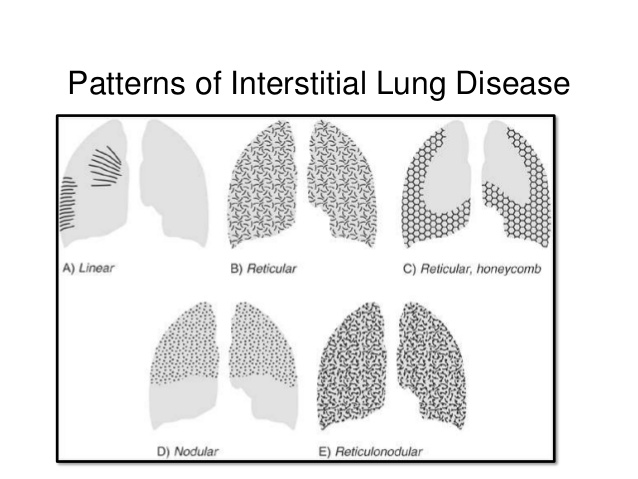 Patterns of Interstitial Lung Disease
A) Linear
B) Reticular
C) Reticular, honeycomb
D) Nodular
E) Reticulonodular